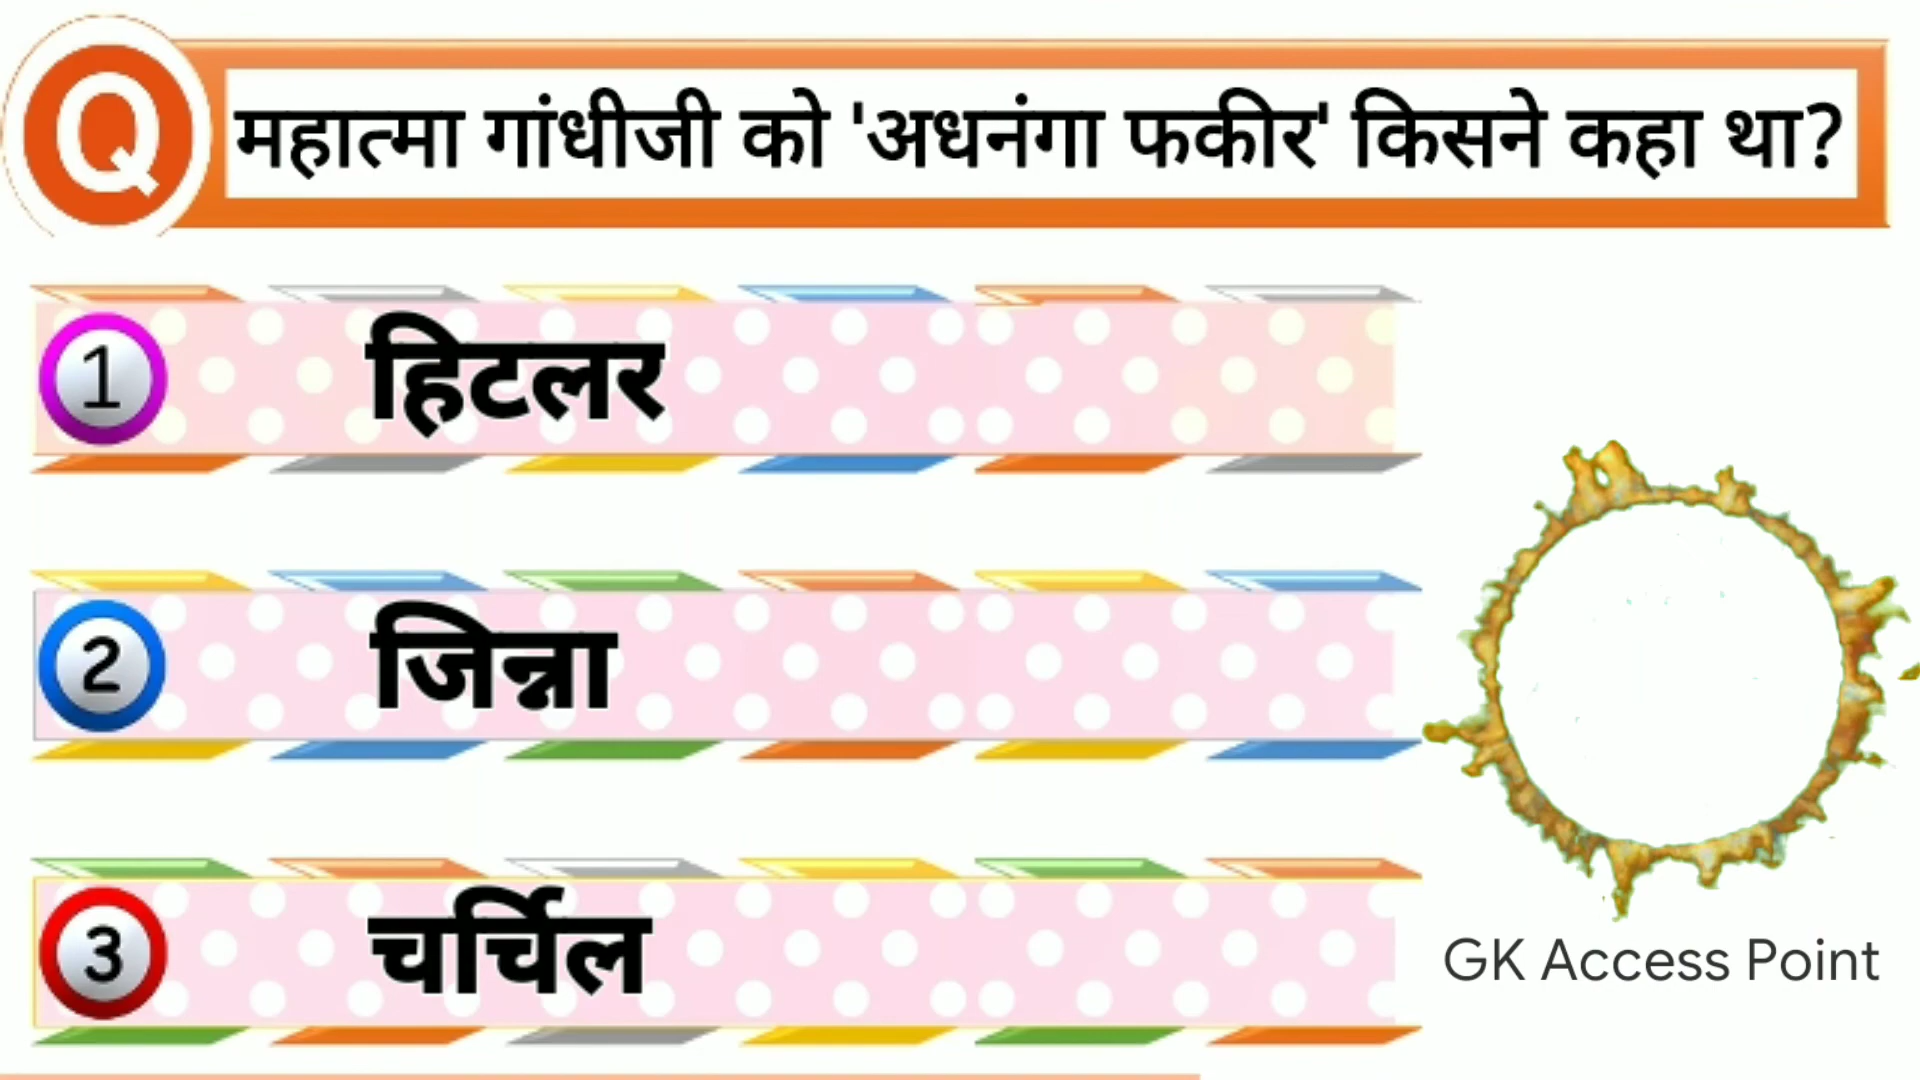 Q
महात्मा गांधीजी को 'अधनंगा फकीर' किसने कहा था?
1 हिटलर
2 जिन्ना
3 चर्चिल
GK Access Point